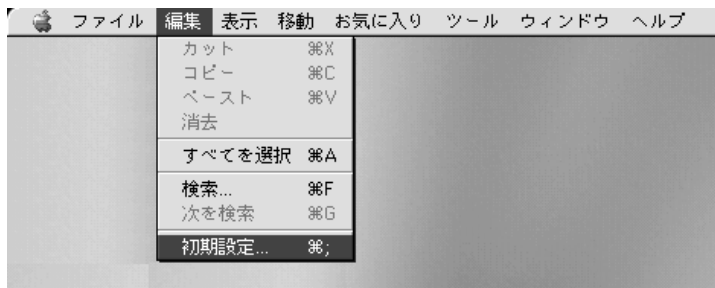 ファイル 編集 表示 移動 お気に入り ツール ウィンドウ ヘルプ
カット ⌘X
コピー ⌘C
ペースト ⌘V
消去
すべてを選択 ⌘A
検索... ⌘F
次を検索 ⌘G
初期設定... ⌘;